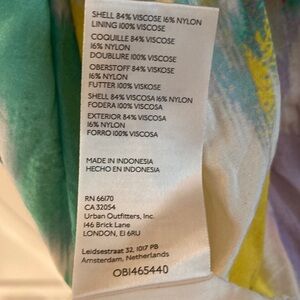 SHELL 84% VISCOSE 16% NYLON
LINING 100% VISCOSE
COQUILLE 84% VISCOSE
16% NYLON
DOUBLURE 100% VISCOSE
OBERSTOFF 84% VISKOSE
16% NYLON
FUTTER 100% VISKOSE
SHELL 84% VISCOSA 16% NYLON
FODERA 100% VISCOSA
EXTERIOR 84% VISCOSA
16% NYLON
FORRO 100% VISCOSA
MADE IN INDONESIA
HECHO EN INDONESIA
RN 66170
CA 32054
Urban Outfitters, Inc.
146 Brick Lane
LONDON, E1 6RU
Leidsestraat 32, 1017 PB
Amsterdam, Netherlands
OB1465440